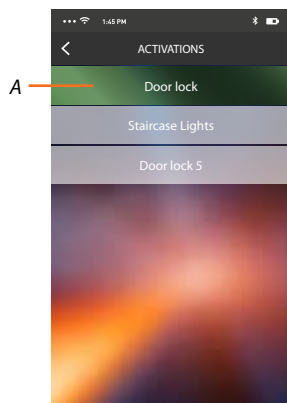 1:45 PM
ACTIVATIONS
A
Door lock
Staircase Lights
Door lock 5